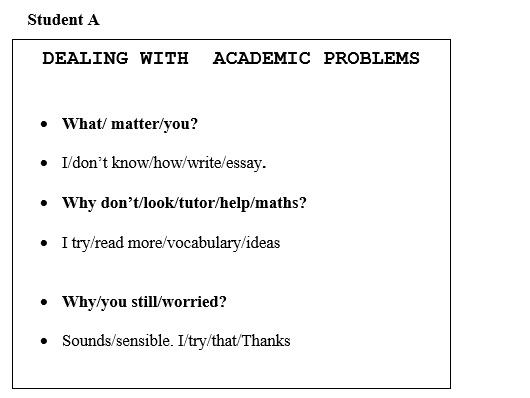 Student A
DEALING WITH ACADEMIC PROBLEMS
• What/ matter/you?
• I/don't know/how/write/essay.
• Why don't/look/tutor/help/maths?
• I try/read more/vocabulary/ideas
• Why/you still/worried?
• Sounds/sensible. I/try/that/Thanks